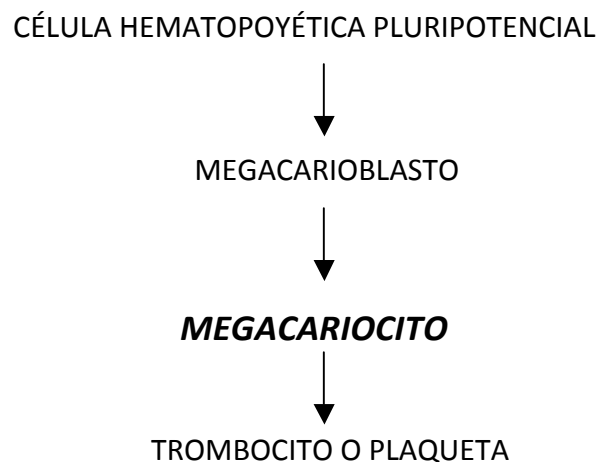 CÉLULA HEMATOPOYÉTICA PLURIPOTENCIAL
MEGACARIOBLASTO
MEGACARIOCITO
TROMBOCITO O PLAQUETA